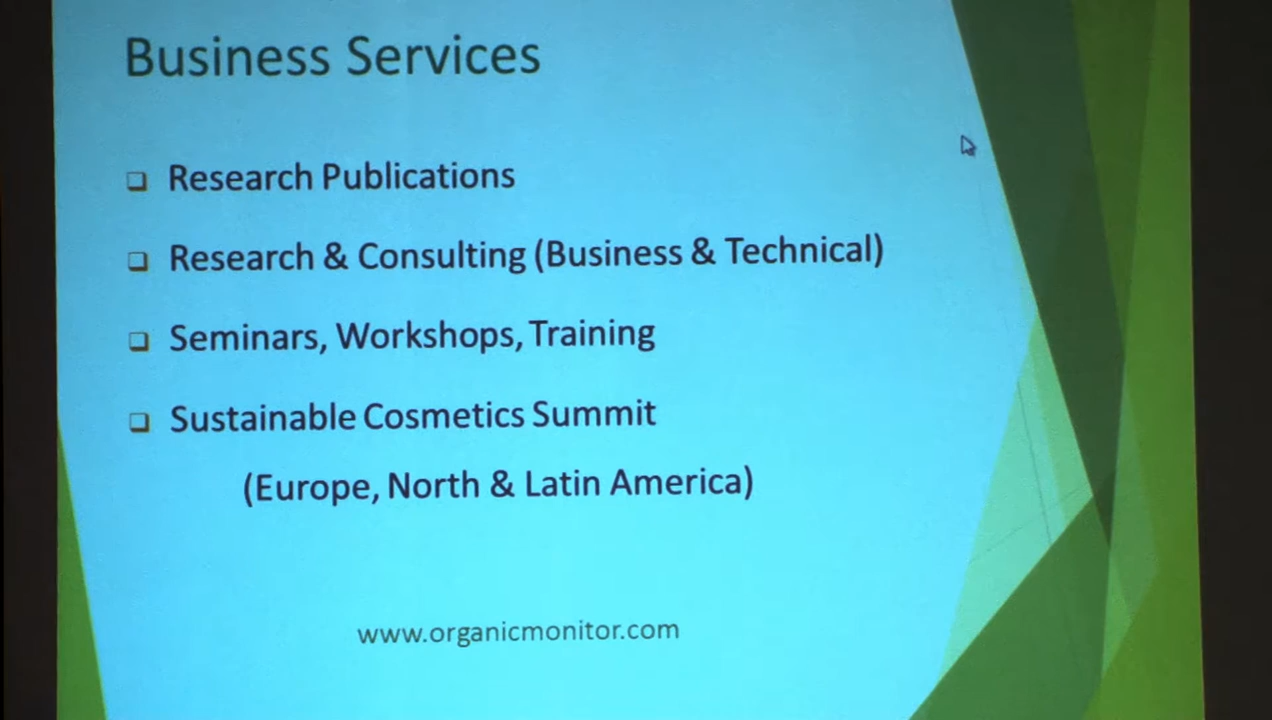 Business Services
Research Publications
Research & Consulting (Business & Technical)
Seminars, Workshops, Training
Sustainable Cosmetics Summit
(Europe, North & Latin America)
www.organicmonitor.com